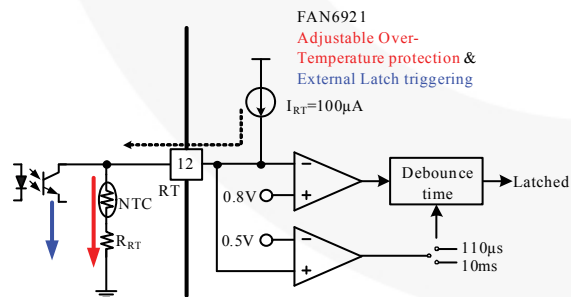 FAN6921
Adjustable Over-
Temperature protection &
External Latch triggering
I_RT=100μA
12
RT
NTC
R_RT
0.8V
−
+
Debounce
time
Latched
0.5V
−
+
110μs
10ms